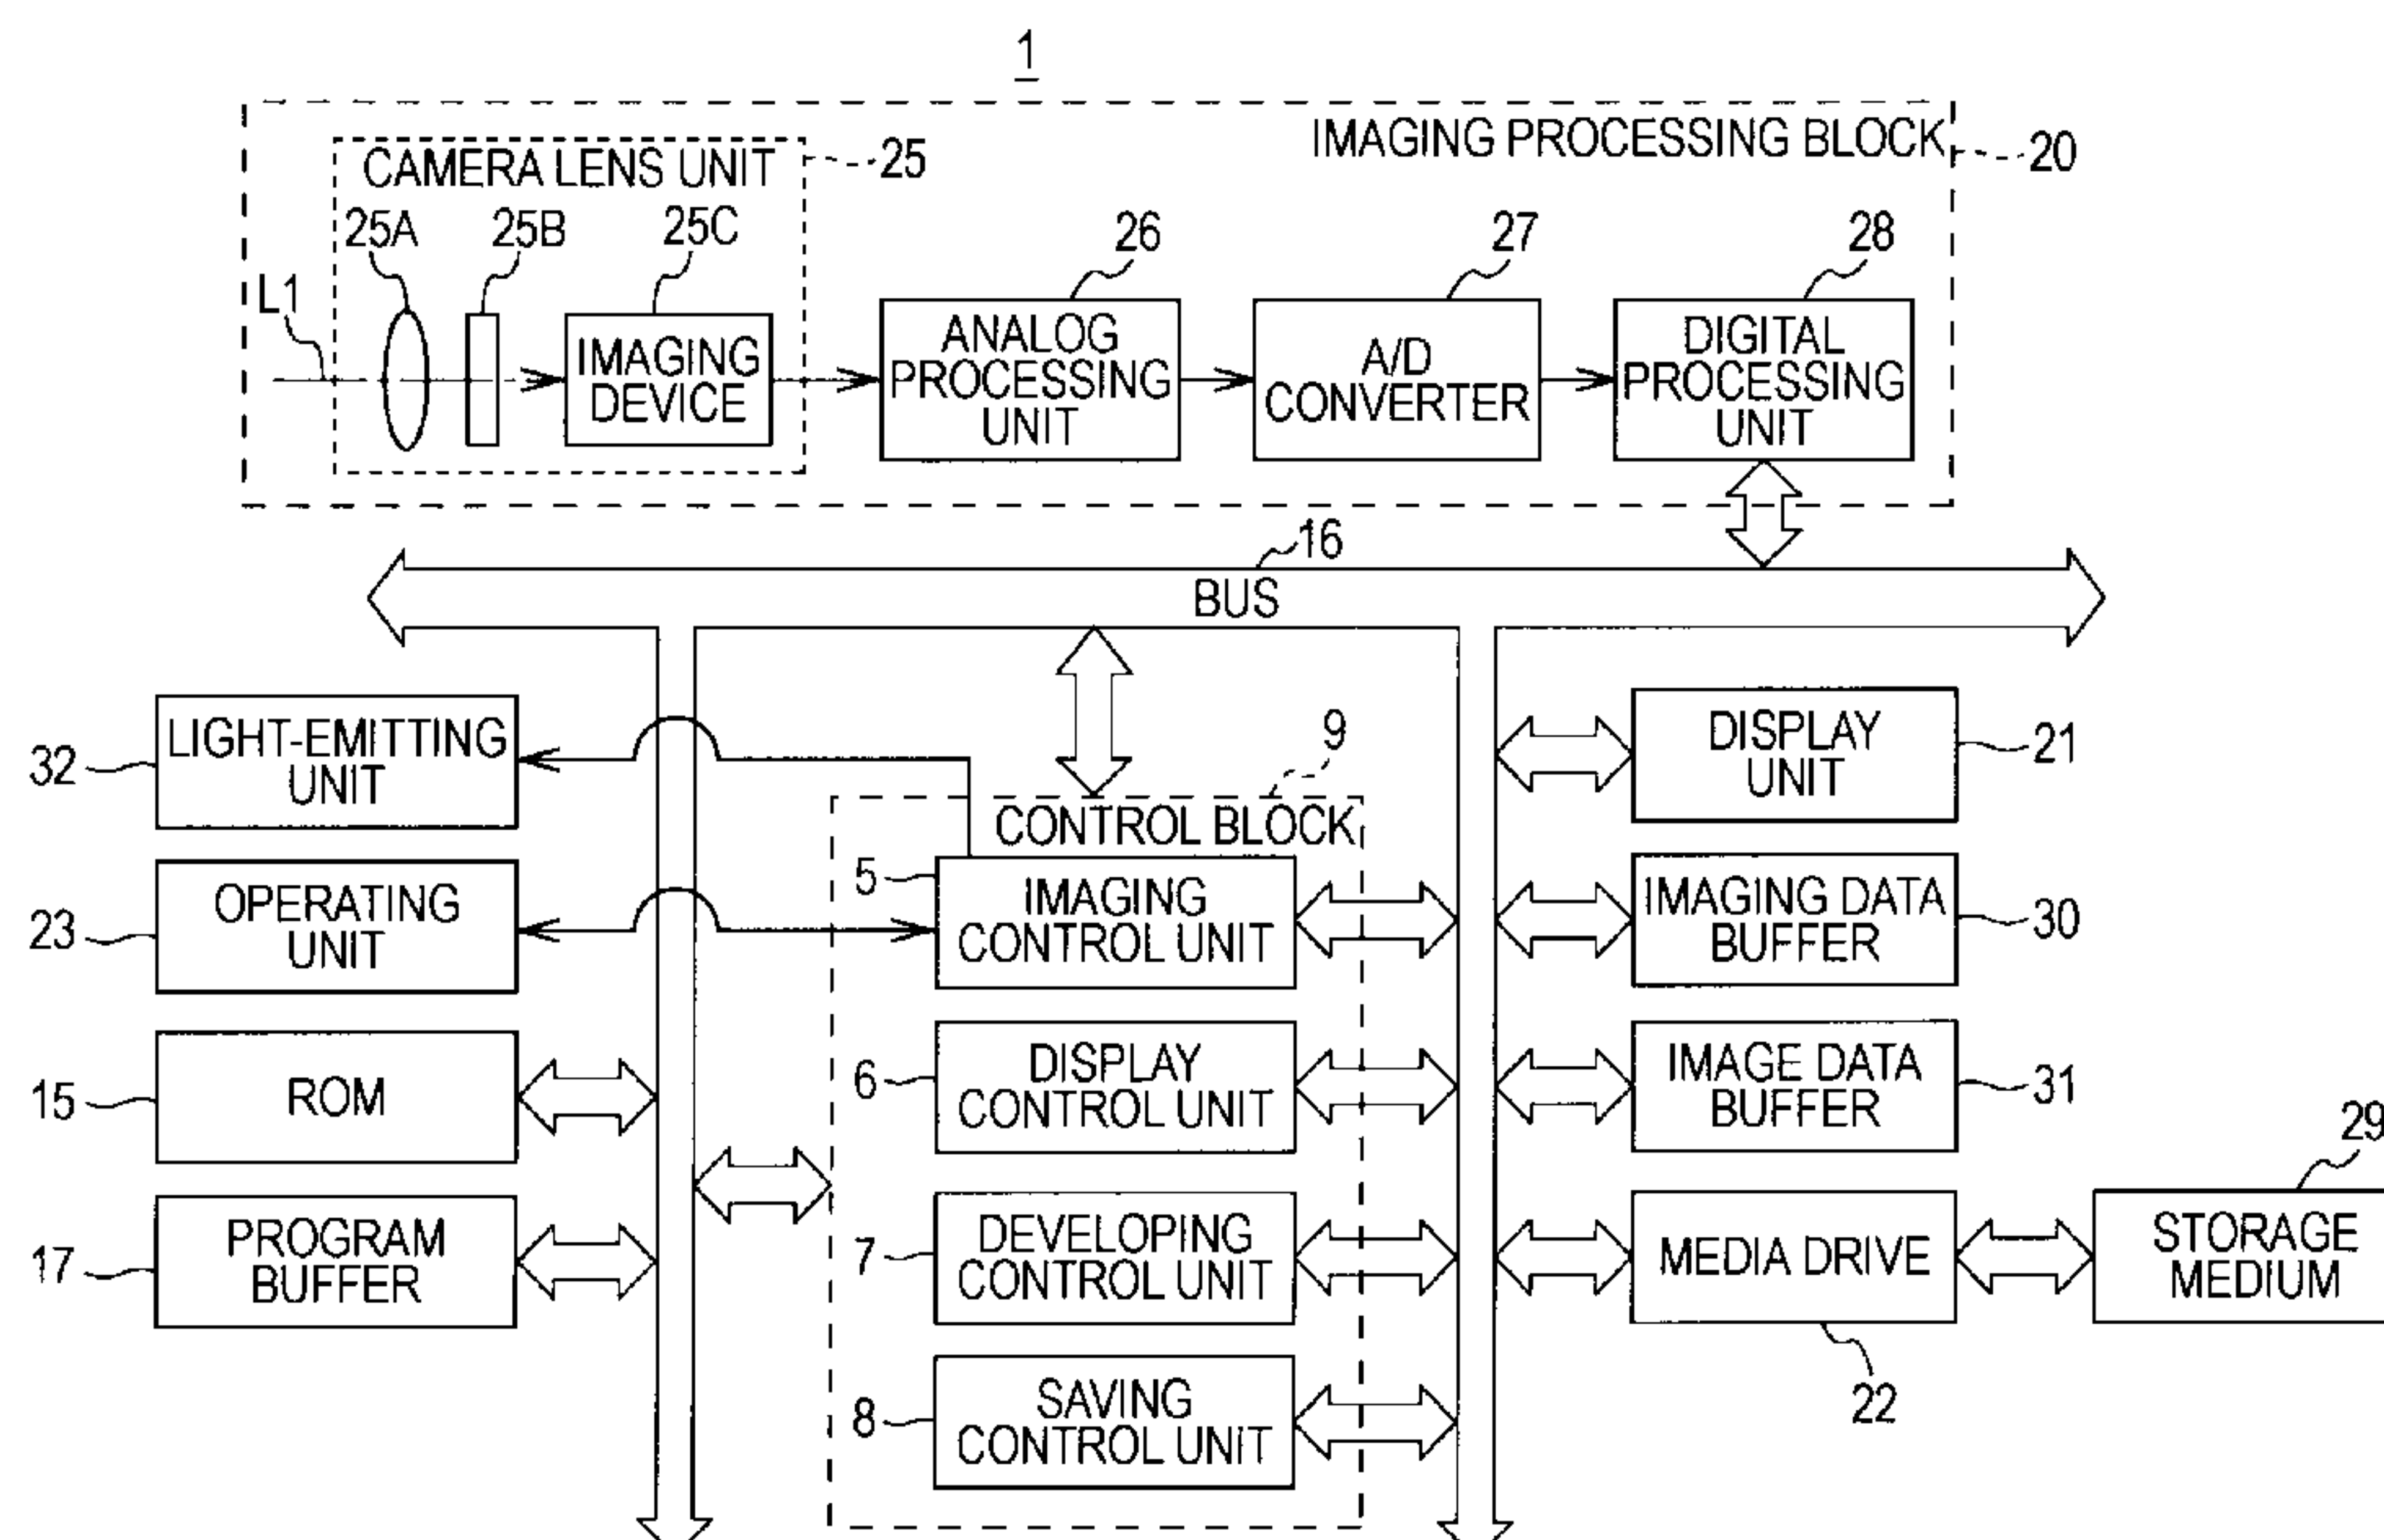 1
IMAGING PROCESSING BLOCK
20
CAMERA LENS UNIT
25
25A
25B
25C
26
27
28
L1
IMAGING
DEVICE
ANALOG
PROCESSING
UNIT
A/D
CONVERTER
DIGITAL
PROCESSING
UNIT
16
BUS
32
LIGHT-EMITTING
UNIT
9
CONTROL BLOCK
DISPLAY
UNIT
21
23
OPERATING
UNIT
5
IMAGING
CONTROL UNIT
IMAGING DATA
BUFFER
30
15
ROM
6
DISPLAY
CONTROL UNIT
IMAGE DATA
BUFFER
31
29
17
PROGRAM
BUFFER
7
DEVELOPING
CONTROL UNIT
MEDIA DRIVE
STORAGE
MEDIUM
22
8
SAVING
CONTROL UNIT